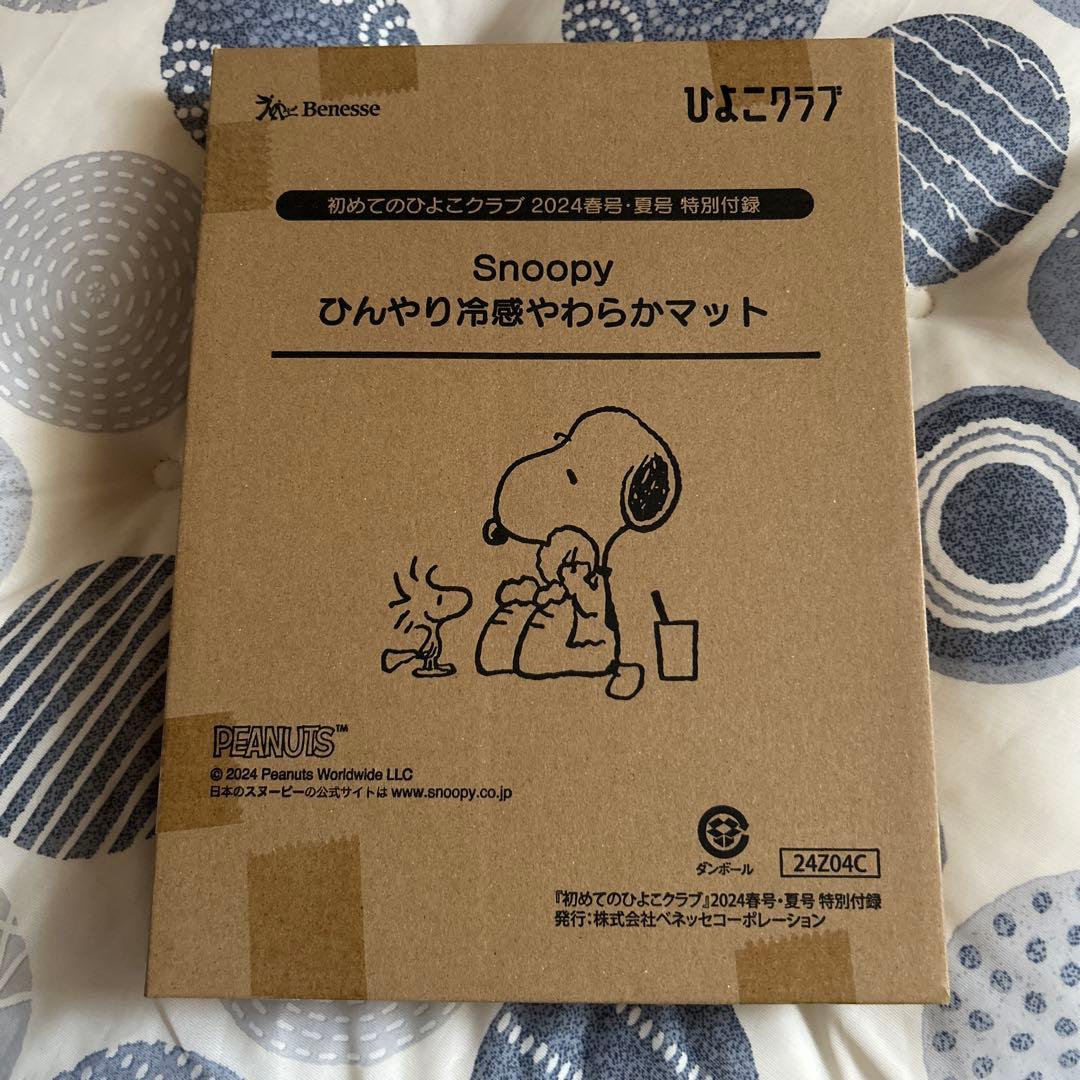 Benesse
ひよこクラブ
初めてのひよこクラブ 2024春号・夏号 特別付録
Snoopy
ひんやり冷感やわらかマット
PEANUTS™
© 2024 Peanuts Worldwide LLC
日本のスヌーピーの公式サイトは www.snoopy.co.jp
ダンボール
24Z04C
『初めてのひよこクラブ』2024春号・夏号 特別付録
発行：株式会社ベネッセコーポレーション